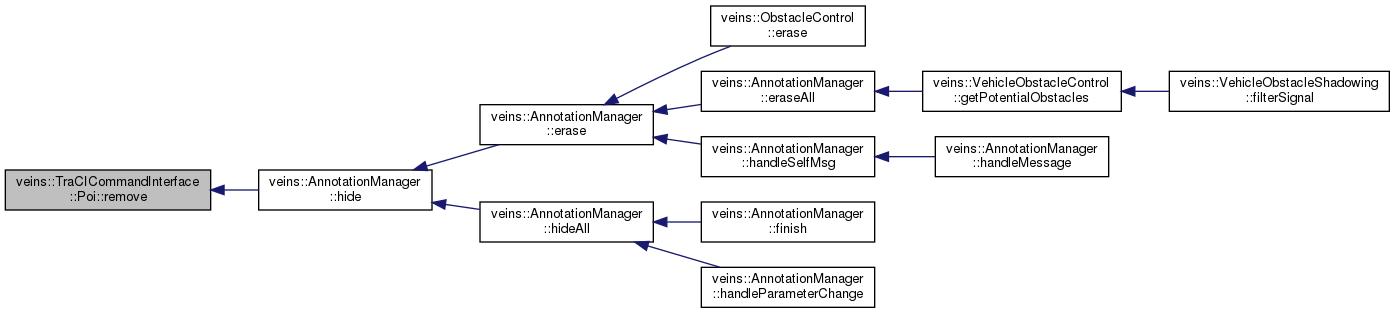 veins::ObstacleControl
::erase
veins::AnnotationManager
::eraseAll
veins::VehicleObstacleControl
::getPotentialObstacles
veins::VehicleObstacleShadowing
::filterSignal
veins::AnnotationManager
::erase
veins::AnnotationManager
::handleSelfMsg
veins::AnnotationManager
::handleMessage
veins::TraCICommandInterface
::Poi::remove
veins::AnnotationManager
::hide
veins::AnnotationManager
::hideAll
veins::AnnotationManager
::finish
veins::AnnotationManager
::handleParameterChange